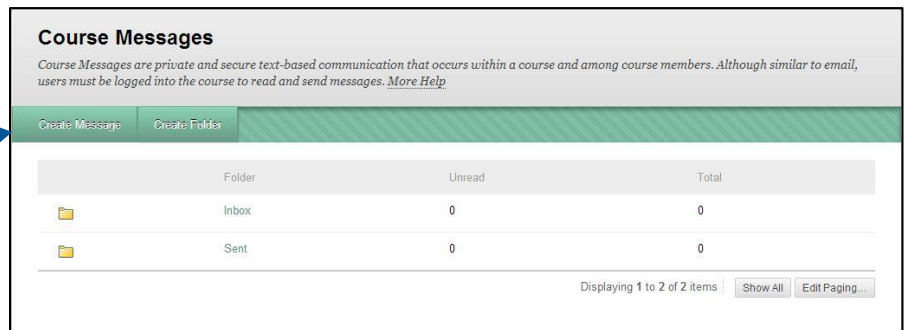 Course Messages
Course Messages are private and secure text-based communication that occurs within a course and among course members. Although similar to email,
users must be logged into the course to read and send messages. More Help
Create Message Create Folder
Folder Unread Total
Inbox 0 0
Sent 0 0
Displaying 1 to 2 of 2 items Show All Edit Paging...